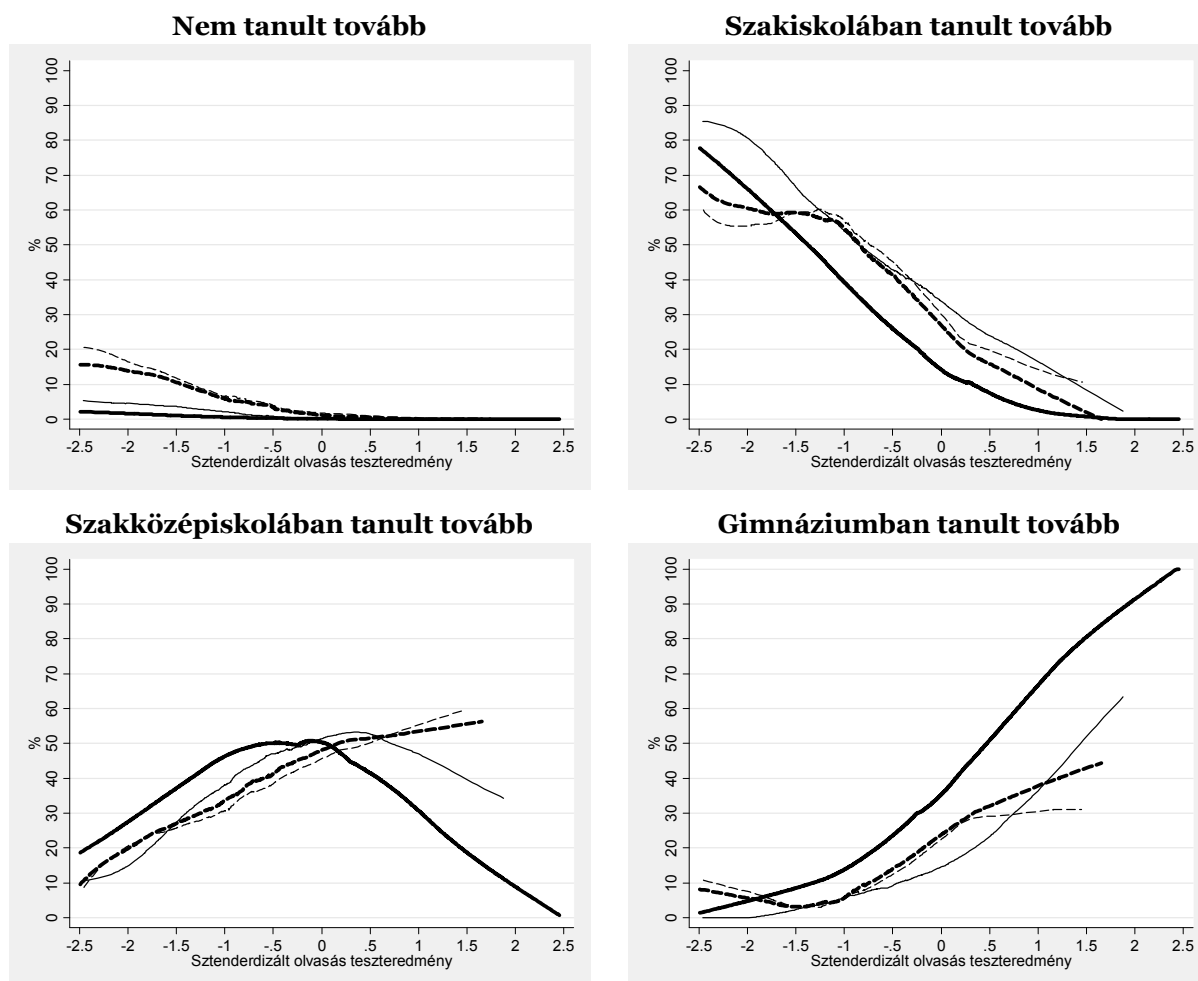 Nem tanult tovább
Szakiskolában tanult tovább
%
0 10 20 30 40 50 60 70 80 90 100
-2.5 -2 -1.5 -1 -.5 0 .5 1 1.5 2 2.5
Sztenderdizált olvasás teszteredmény
%
0 10 20 30 40 50 60 70 80 90 100
-2.5 -2 -1.5 -1 -.5 0 .5 1 1.5 2 2.5
Sztenderdizált olvasás teszteredmény
Szakközépiskolában tanult tovább
Gimnáziumban tanult tovább
%
0 10 20 30 40 50 60 70 80 90 100
-2.5 -2 -1.5 -1 -.5 0 .5 1 1.5 2 2.5
Sztenderdizált olvasás teszteredmény
%
0 10 20 30 40 50 60 70 80 90 100
-2.5 -2 -1.5 -1 -.5 0 .5 1 1.5 2 2.5
Sztenderdizált olvasás teszteredmény